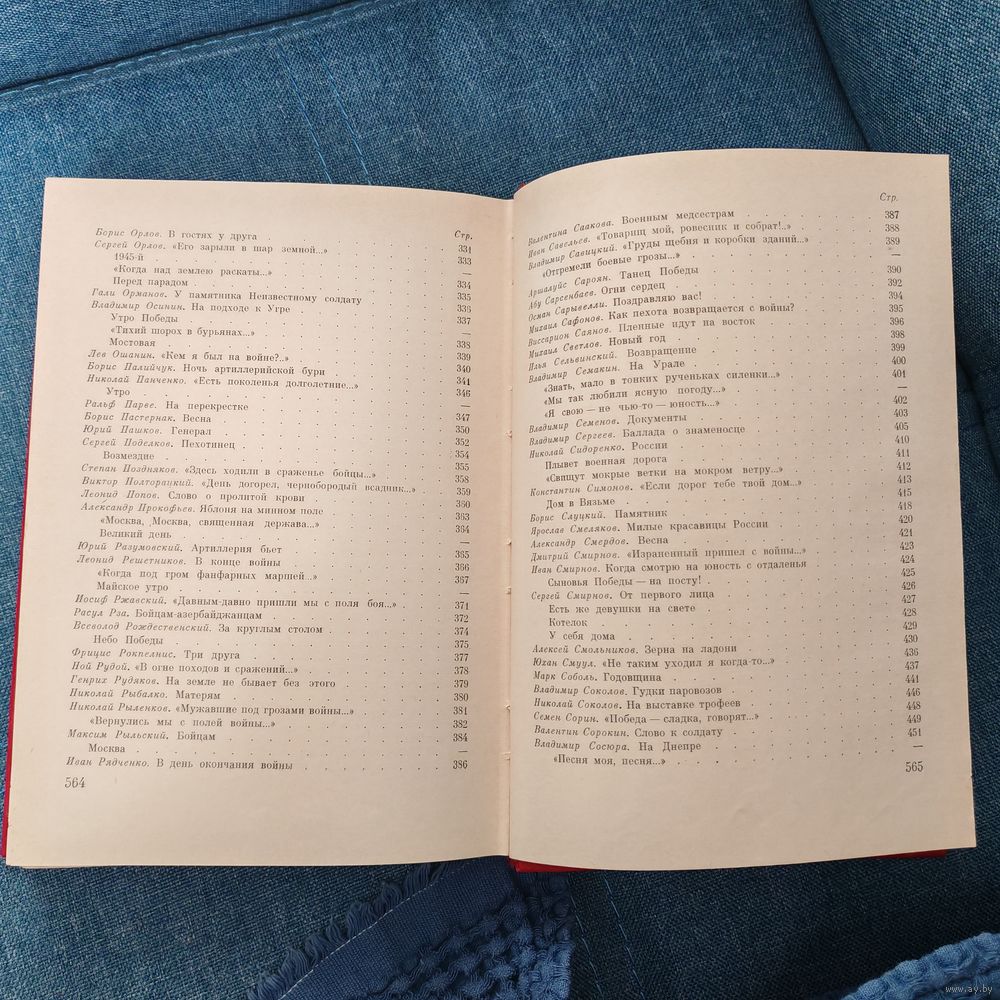 Стр.
Борис Орлов. В гостях у друга . 331
Сергей Орлов. «Его зарыли в шар земной...» 333
1945-й —
«Когда над землею раскаты...» 334
Перед парадом 335
Гали Орманов. У памятника Неизвестному солдату 336
Владимир Осинин. На подходе к Угре 337
Утро Победы —
«Тихий шорох в бурьянах...» 338
Мостовая 339
Лев Ошанин. «Кем я был на войне?..» 340
Борис Палийчук. Ночь артиллерийской бури 341
Николай Панченко. «Есть поколенья долголетние...» 346
Утро —
Ральф Парве. На перекрестке 347
Борис Пастернак. Весна 350
Юрий Пашков. Генерал 352
Сергей Поделков. Пехотинец 354
Возмездие 355
Степан Поздняков. «Здесь ходили в сраженье бойцы...» 358
Виктор Полторацкий. «День догорел, чернобородый всадник...» 359
Леонид Попов. Слово о пролитой крови 360
Александр Прокофьев. Яблоня на минном поле 363
«Москва, Москва, священная держава...» 364
Великий день —
Юрий Разумовский. Артиллерия бьет 365
Леонид Решетников. В конце войны 366
«Когда под гром фанфарных маршей...» 367
Майское утро —
Иосиф Ржавский. «Давным-давно пришли мы с поля боя...» 371
Расул Рза. Бойцам-азербайджанцам 372
Всеволод Рождественский. За круглым столом 374
Небо Победы 375
Фрицис Рокпелнис. Три друга 377
Ной Рудой. «В огне походов и сражений...» 378
Генрих Рудяков. На земле не бывает без этого 379
Николай Рыбалко. Матерям 380
Николай Рыленков. «Мужавшие под грозами войны...» 381
«Вернулись мы с полей войны...» 382
Максим Рыльский. Бойцам 384
Москва —
Иван Рядченко. В день окончания войны 386
564
Стр.
Валентина Саакова. Военным медсестрам 387
Иван Савельев. «Товарищ мой, ровесник и собрат!..» 388
Владимир Савицкий. «Груды щебня и коробки зданий...» 389
«Отгремели боевые грозы...» —
Аршалуйс Сароян. Танец Победы 390
Абу Сарсенбаев. Огни сердец 392
Осман Сарывелли. Поздравляю вас! 394
Михаил Сафонов. Как пехота возвращается с войны? 395
Виссарион Саянов. Пленные идут на восток 396
Михаил Светлов. Новый год 398
Илья Сельвинский. Возвращение 399
Владимир Семакин. На Урале 400
«Знать, мало в тонких рученьках силенки...» 401
«Мы так любили ясную погоду...» —
«Я свою — не чью-то — юность...» 402
Владимир Семенов. Документы 403
Владимир Сергеев. Баллада о знаменосце 405
Николай Сидоренко. России 410
Плывет военная дорога 411
«Свищут мокрые ветки на мокром ветру...» 412
Константин Симонов. «Если дорог тебе твой дом...» 413
Дом в Вязьме 415
Борис Слуцкий. Памятник 418
Ярослав Смеляков. Милые красавицы России 420
Александр Смердов. Весна 421
Дмитрий Смирнов. «Израненный пришел с войны...» 423
Иван Смирнов. Когда смотрю на юность с отдаленья 424
Сыновья Победы — на посту! 425
Сергей Смирнов. От первого лица 426
Есть же девушки на свете 427
Котелок 428
У себя дома 429
Алексей Смольников. Зерна на ладони 430
Юхан Смуул. «Не таким уходил я когда-то...» 436
Марк Соболь. Годовщина 437
Владимир Соколов. Гудки паровозов 441
Николай Соколов. На выставке трофеев 446
Семен Сорин. «Победа — сладка, говорят...» 448
Валентин Сорокин. Слово к солдату 449
Владимир Сосюра. На Днепре 451
«Песня моя, песня...» —
565
www.ay.by